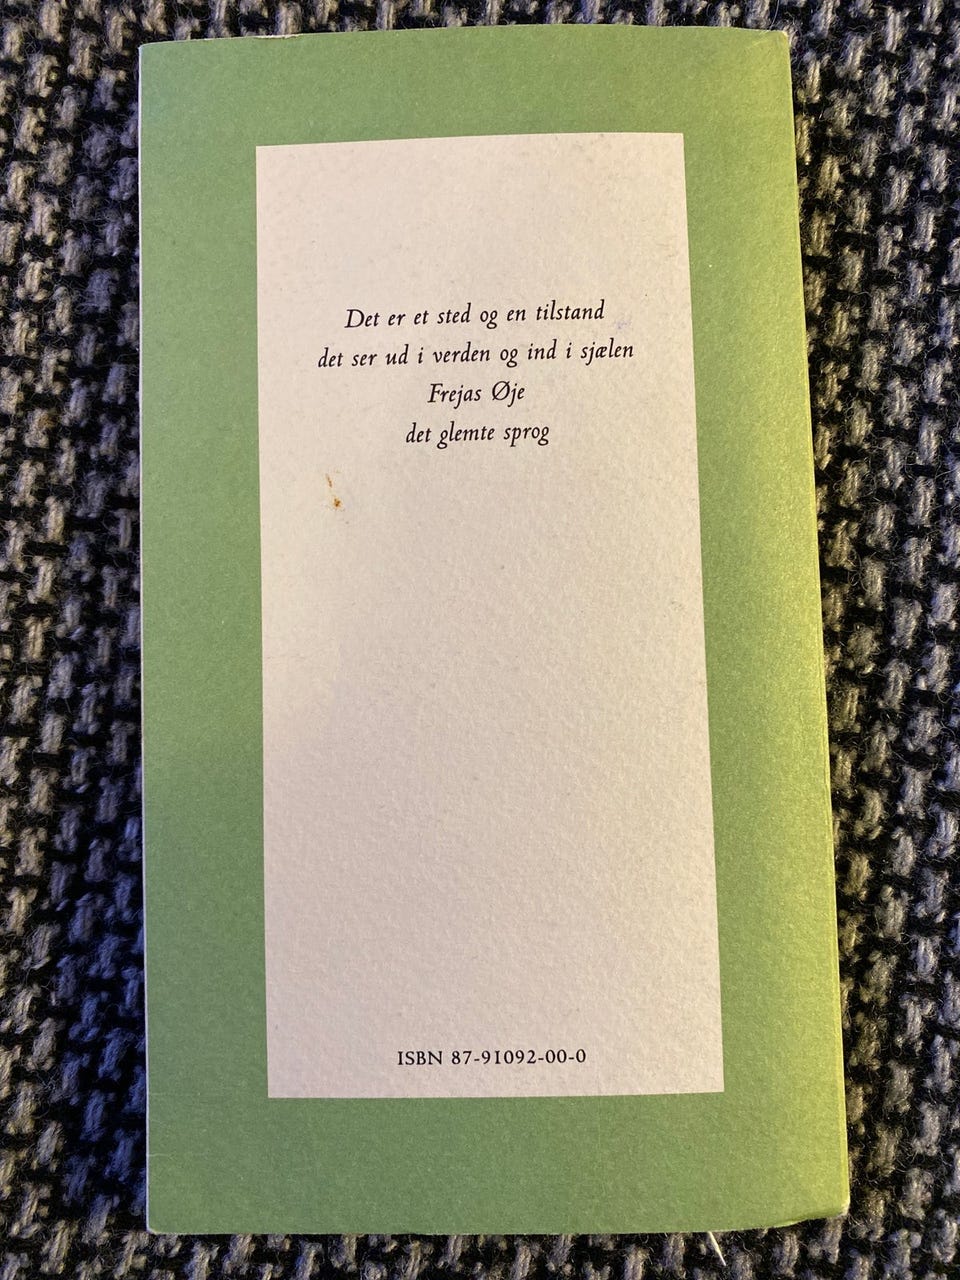 Det er et sted og en tilstand
det ser ud i verden og ind i sjælen
Frejas Øje
det glemte sprog
ISBN 87-91092-00-0